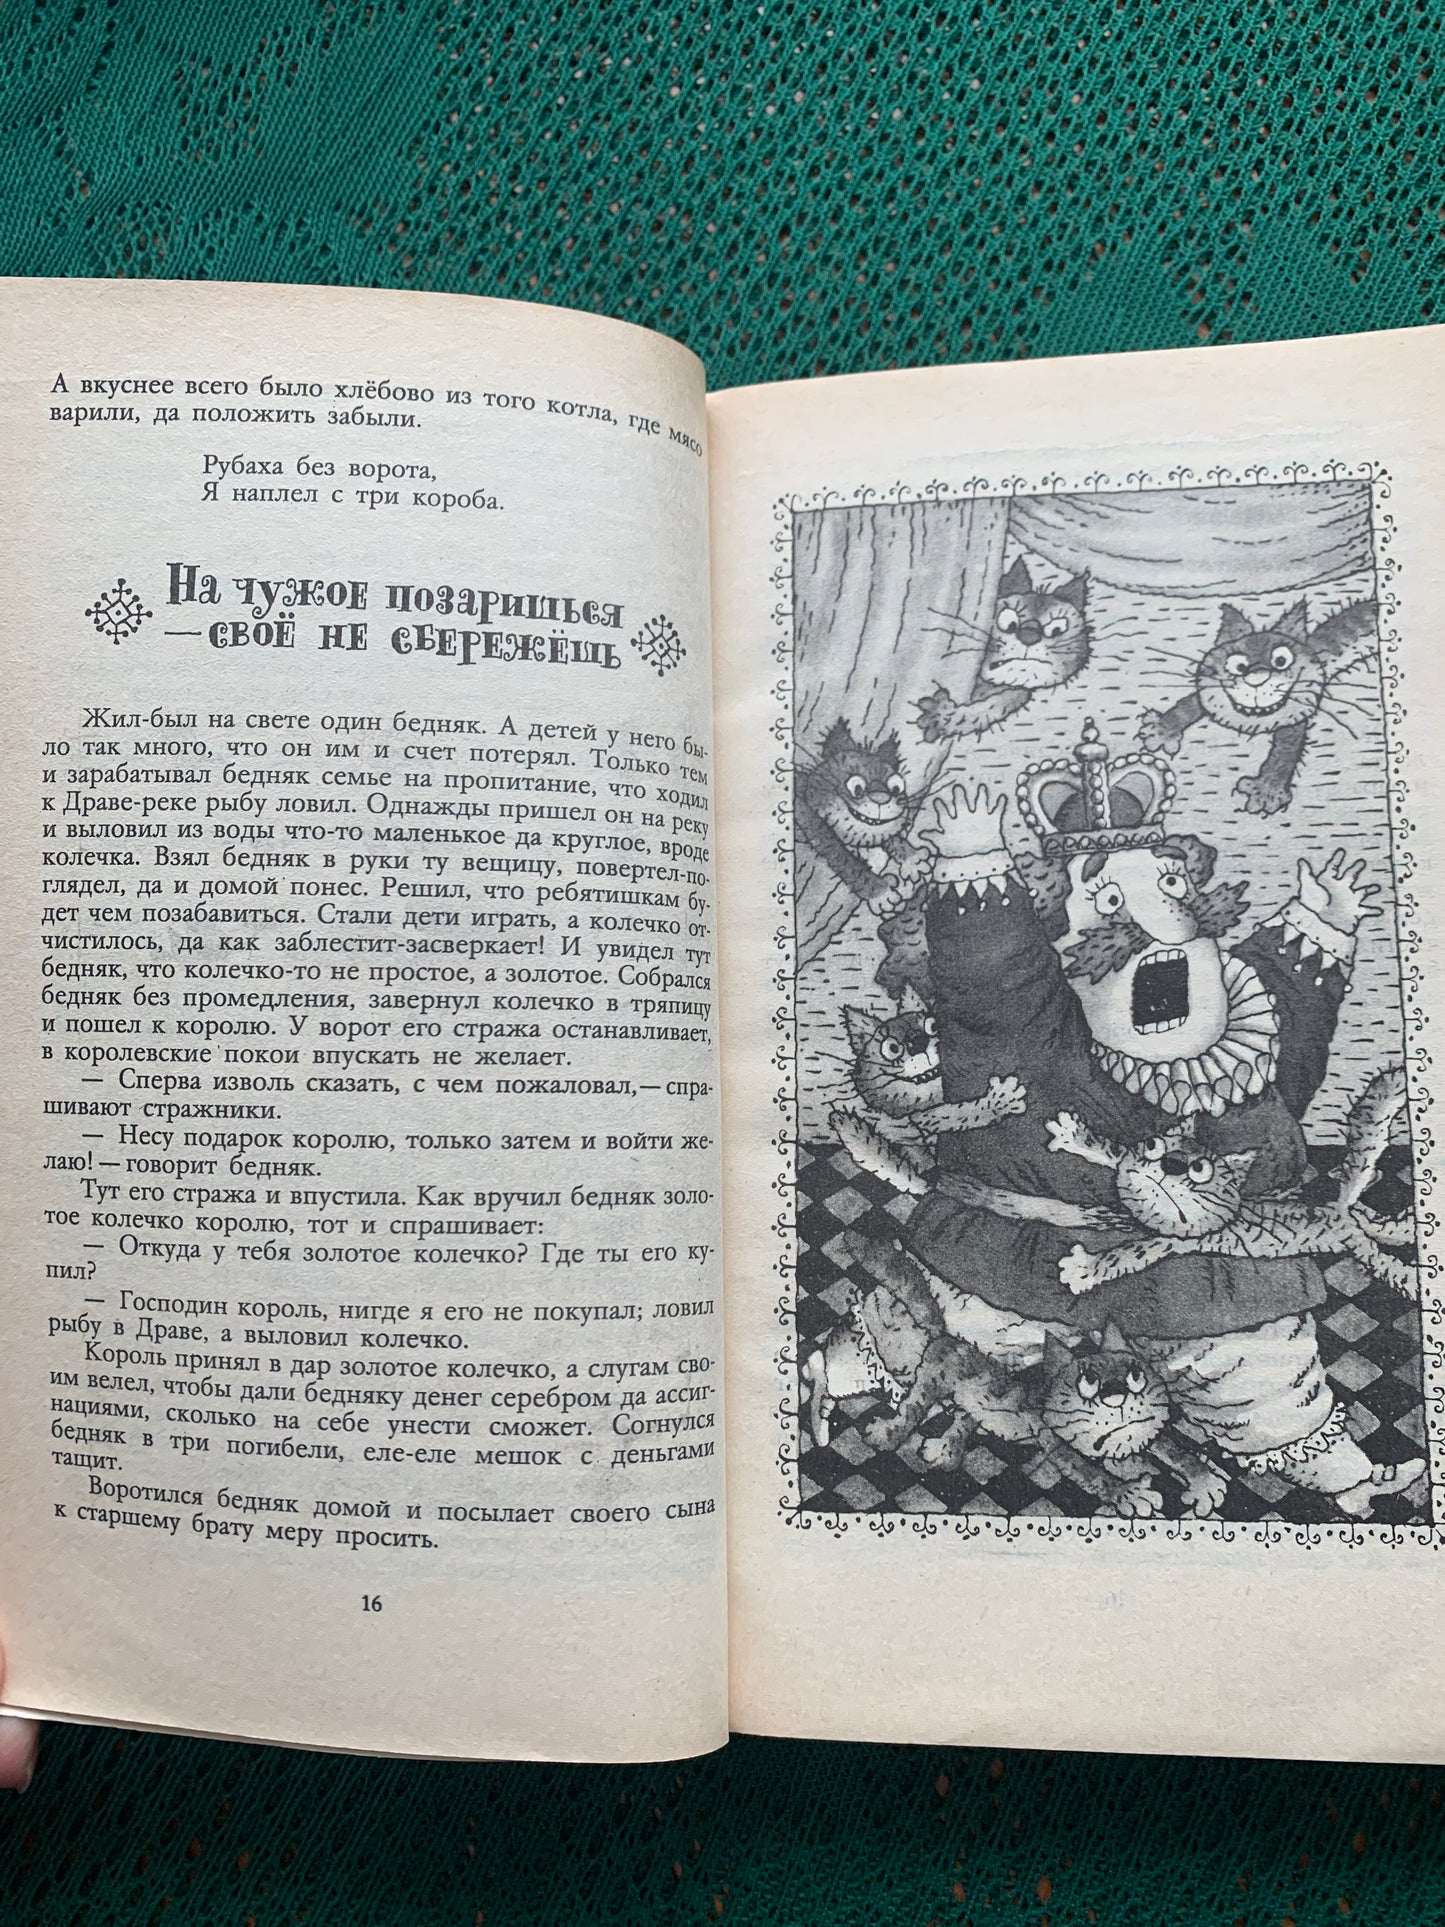 А вкуснее всего было хлёбово из того котла, где мясо
варили, да положить забыли.
Рубаха без ворота,
Я наплел с три короба.
На чужое позаришься
—своё не сбережёшь
Жил-был на свете один бедняк. А детей у него бы-
ло так много, что он им и счет потерял. Только тем
и зарабатывал бедняк семье на пропитание, что ходил
к Драве-реке рыбу ловил. Однажды пришел он на реку
и выловил из воды что-то маленькое да круглое, вроде
колечка. Взял бедняк в руки ту вещицу, повертел-по-
глядел, да и домой понес. Решил, что ребятишкам бу-
дет чем позабавиться. Стали дети играть, а колечко от-
чистилось, да как заблестит-засверкает! И увидел тут
бедняк, что колечко-то не простое, а золотое. Собрался
бедняк без промедления, завернул колечко в тряпицу
и пошел к королю. У ворот его стража останавливает,
в королевские покои впускать не желает.
— Сперва изволь сказать, с чем пожаловал,— спра-
шивают стражники.
— Несу подарок королю, только затем и войти же-
лаю! — говорит бедняк.
Тут его стража и впустила. Как вручил бедняк золо-
тое колечко королю, тот и спрашивает:
— Откуда у тебя золотое колечко? Где ты его ку-
пил?
— Господин король, нигде я его не покупал; ловил
рыбу в Драве, а выловил колечко.
Король принял в дар золотое колечко, а слугам сво-
им велел, чтобы дали бедняку денег серебром да ассиг-
нациями, сколько на себе унести сможет. Согнулся
бедняк в три погибели, еле-еле мешок с деньгами
тащит.
Воротился бедняк домой и посылает своего сына
к старшему брату меру просить.
16